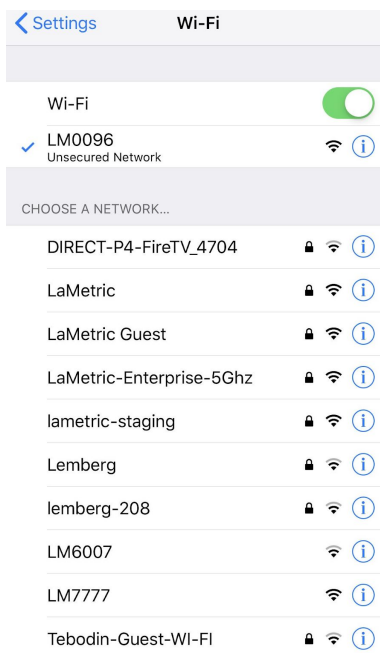 Settings
Wi-Fi
Wi-Fi
LM0096
Unsecured Network
CHOOSE A NETWORK...
DIRECT-P4-FireTV_4704
LaMetric
LaMetric Guest
LaMetric-Enterprise-5Ghz
lametric-staging
Lemberg
lemberg-208
LM6007
LM7777
Tebodin-Guest-WI-FI